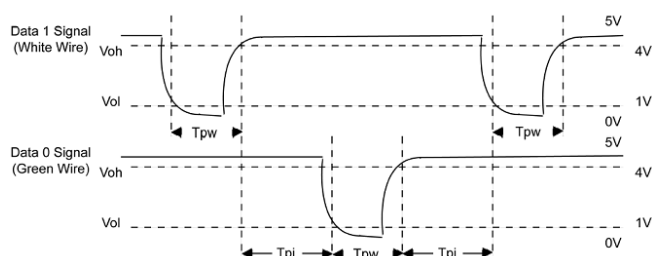 Data 1 Signal
(White Wire)
5V
Voh
4V
Vol
1V
0V
Tpw
Tpw
Data 0 Signal
(Green Wire)
5V
Voh
4V
Vol
1V
0V
Tpi
Tpw
Tpi